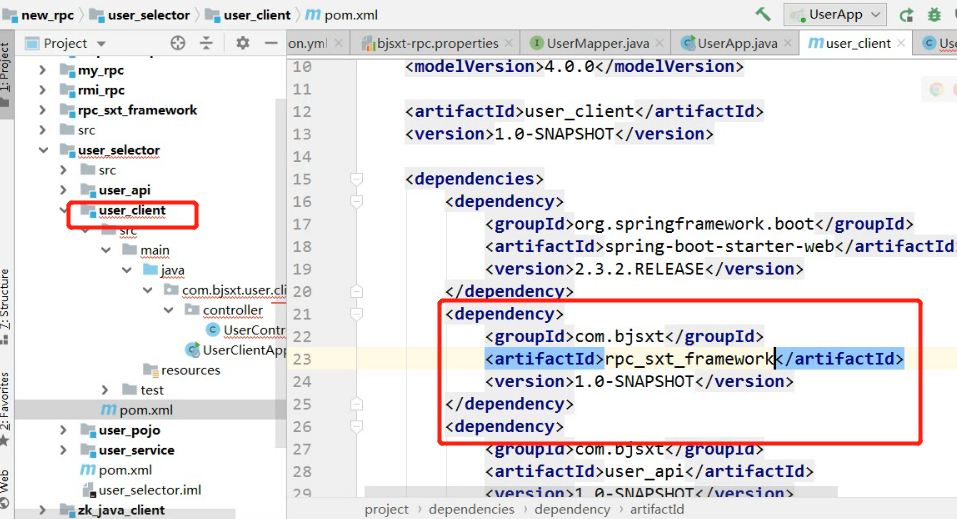 new_rpc user_selector user_client pom.xml
UserApp
1: Project
Project
on.yml bjsxt-rpc.properties UserMapper.java UserApp.java user_client Use
my_rpc
rmi_rpc
rpc_sxt_framework
src
user_selector
src
user_api
user_client
src
main
java
com.bjsxt.user.cli
controller
UserContr
UserClientApp
resources
test
pom.xml
user_pojo
user_service
pom.xml
user_selector.iml
zk_java_client
7: Structure
2: Favorites
Web
10 <modelVersion>4.0.0</modelVersion>
11
12 <artifactId>user_client</artifactId>
13 <version>1.0-SNAPSHOT</version>
14
15 <dependencies>
16 <dependency>
17 <groupId>org.springframework.boot</groupId>
18 <artifactId>spring-boot-starter-web</artifactId>
19 <version>2.3.2.RELEASE</version>
20 </dependency>
21 <dependency>
22 <groupId>com.bjsxt</groupId>
23 <artifactId>rpc_sxt_framework</artifactId>
24 <version>1.0-SNAPSHOT</version>
25 </dependency>
26 <dependency>
27 <groupId>com.bjsxt</groupId>
28 <artifactId>user_api</artifactId>
29 <version>1.0-SNAPSHOT</version>
project dependencies dependency artifactId